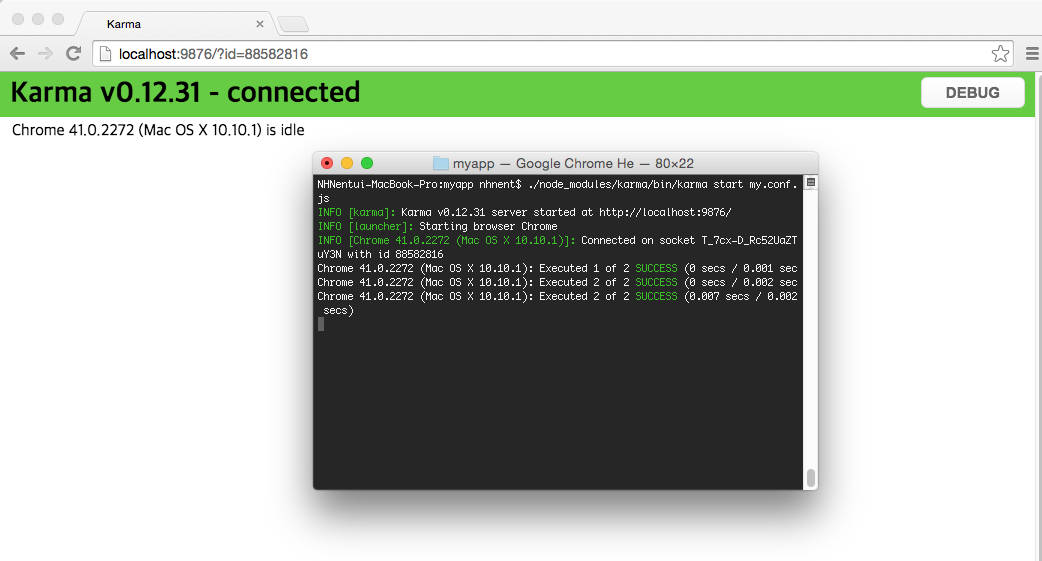 Karma
localhost:9876/?id=88582816
Karma v0.12.31 - connected
DEBUG
Chrome 41.0.2272 (Mac OS X 10.10.1) is idle
myapp — Google Chrome He — 80×22
NHNentui-MacBook-Pro:myapp nhnent$ ./node_modules/karma/bin/karma start my.conf.
js
INFO [karma]: Karma v0.12.31 server started at http://localhost:9876/
INFO [launcher]: Starting browser Chrome
INFO [Chrome 41.0.2272 (Mac OS X 10.10.1)]: Connected on socket T_7cx-D_Rc52UaZT
uY3N with id 88582816
Chrome 41.0.2272 (Mac OS X 10.10.1): Executed 1 of 2 SUCCESS (0 secs / 0.001 sec
Chrome 41.0.2272 (Mac OS X 10.10.1): Executed 2 of 2 SUCCESS (0 secs / 0.002 sec
Chrome 41.0.2272 (Mac OS X 10.10.1): Executed 2 of 2 SUCCESS (0.007 secs / 0.002
secs)